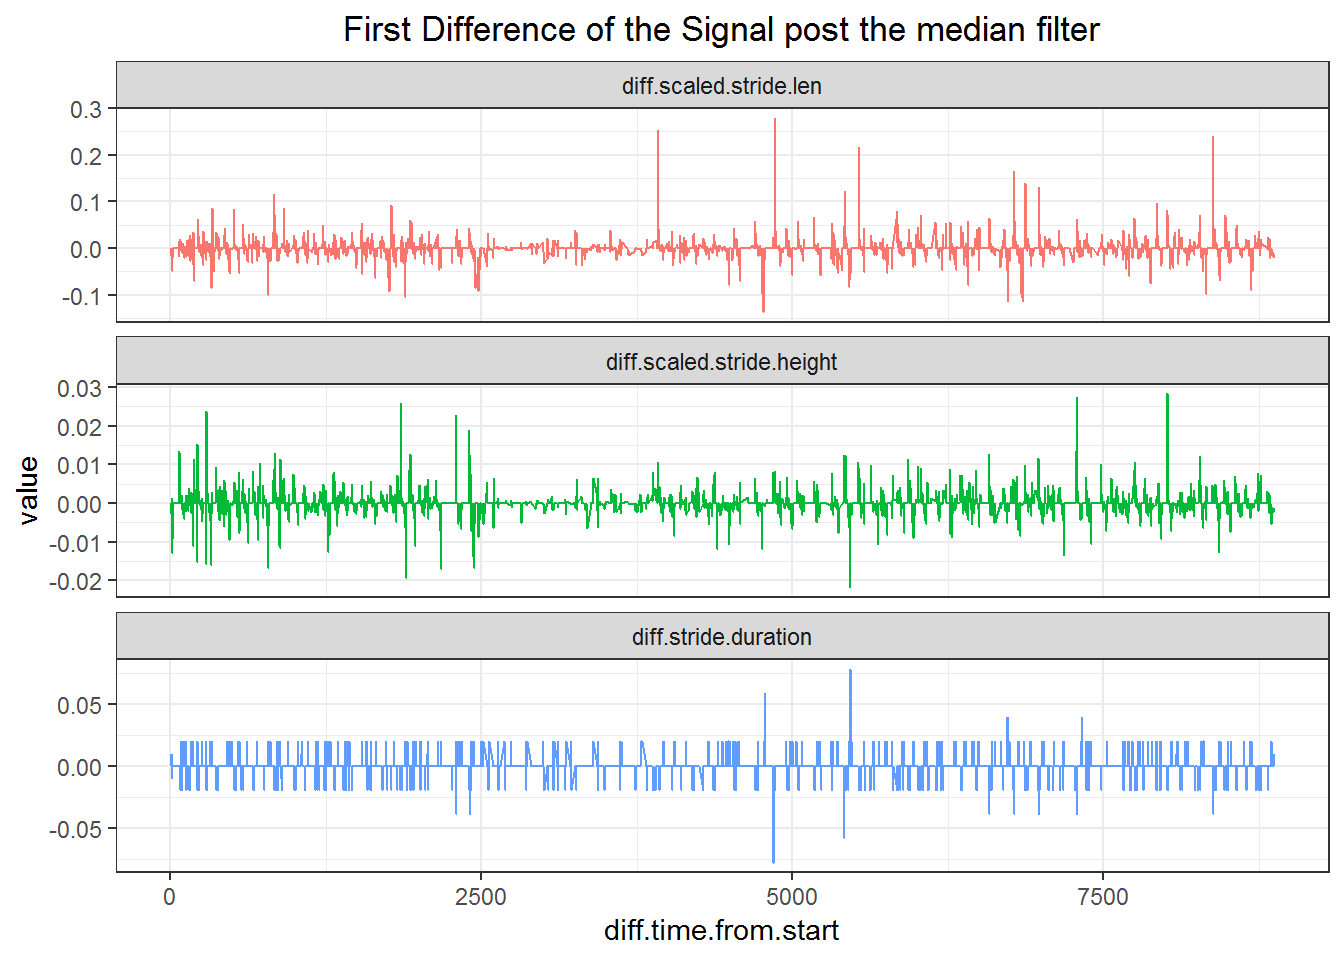 First Difference of the Signal post the median filter
diff.scaled.stride.len
0.3
0.2
0.1
0.0
-0.1
diff.scaled.stride.height
0.03
0.02
0.01
0.00
-0.01
-0.02
value
diff.stride.duration
0.05
0.00
-0.05
0 2500 5000 7500
diff.time.from.start